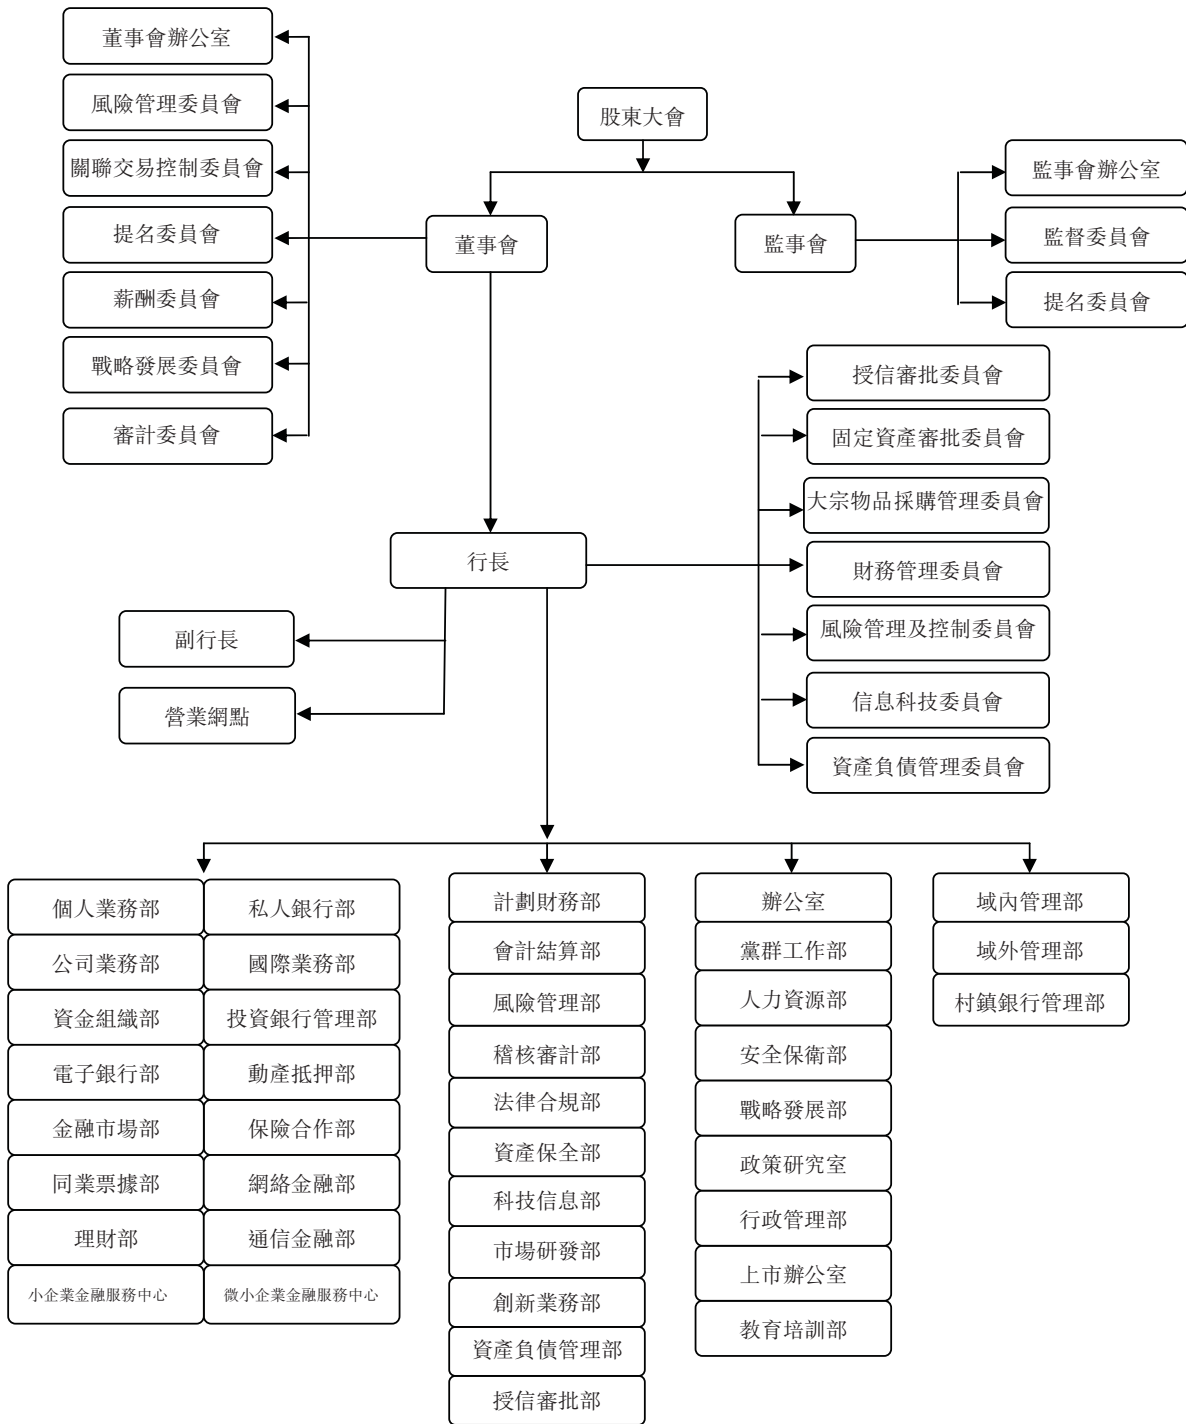 董事會辦公室
風險管理委員會
關聯交易控制委員會
提名委員會
薪酬委員會
戰略發展委員會
審計委員會
股東大會
董事會
監事會
監事會辦公室
監督委員會
提名委員會
授信審批委員會
固定資產審批委員會
大宗物品採購管理委員會
財務管理委員會
風險管理及控制委員會
信息科技委員會
資產負債管理委員會
行長
副行長
營業網點
個人業務部
私人銀行部
公司業務部
國際業務部
資金組織部
投資銀行管理部
電子銀行部
動產抵押部
金融市場部
保險合作部
同業票據部
網絡金融部
理財部
通信金融部
小企業金融服務中心
微小企業金融服務中心
計劃財務部
會計結算部
風險管理部
稽核審計部
法律合規部
資產保全部
科技信息部
市場研發部
創新業務部
資產負債管理部
授信審批部
辦公室
黨群工作部
人力資源部
安全保衛部
戰略發展部
政策研究室
行政管理部
上市辦公室
教育培訓部
域內管理部
域外管理部
村鎮銀行管理部